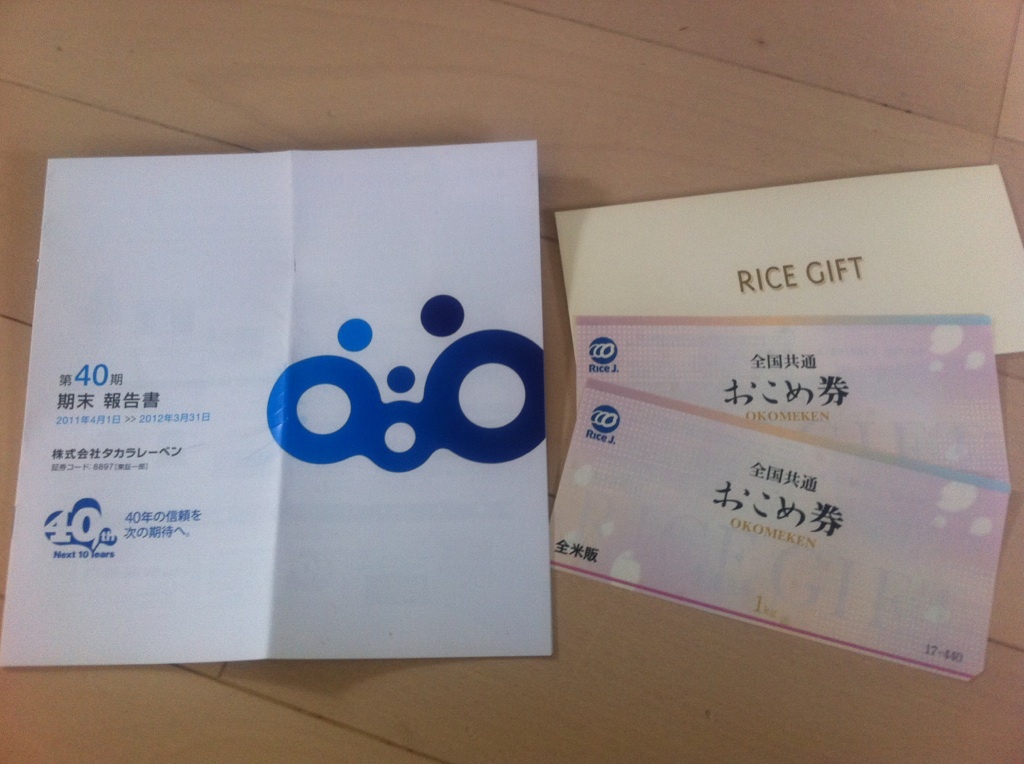 第40期
期末 報告書
2011年4月1日 >> 2012年3月31日
株式会社タカラレーベン
証券コード:8897(東証一部)
40th
Next 10 Years
40年の信頼を
次の期待へ。
RICE GIFT
Rice J.
全国共通
おこめ券
OKOMEKEN
Rice J.
全国共通
おこめ券
OKOMEKEN
全米販
17-440